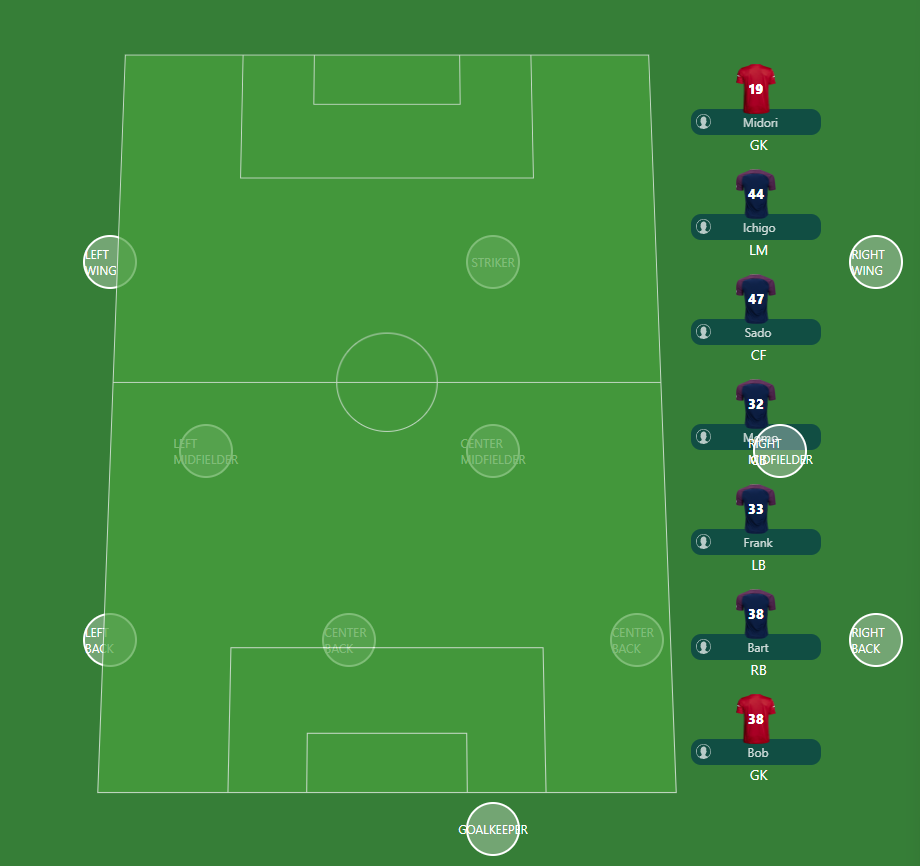 19
Midori
GK
44
Ichigo
LM
LEFT
WING
STRIKER
RIGHT
WING
47
Sado
CF
32
LEFT
MIDFIELDER
CENTER
MIDFIELDER
RIGHT
MIDFIELDER
CB
33
Frank
LB
38
Bart
RB
LEFT
BACK
CENTER
BACK
CENTER
BACK
RIGHT
BACK
38
Bob
GK
GOALKEEPER